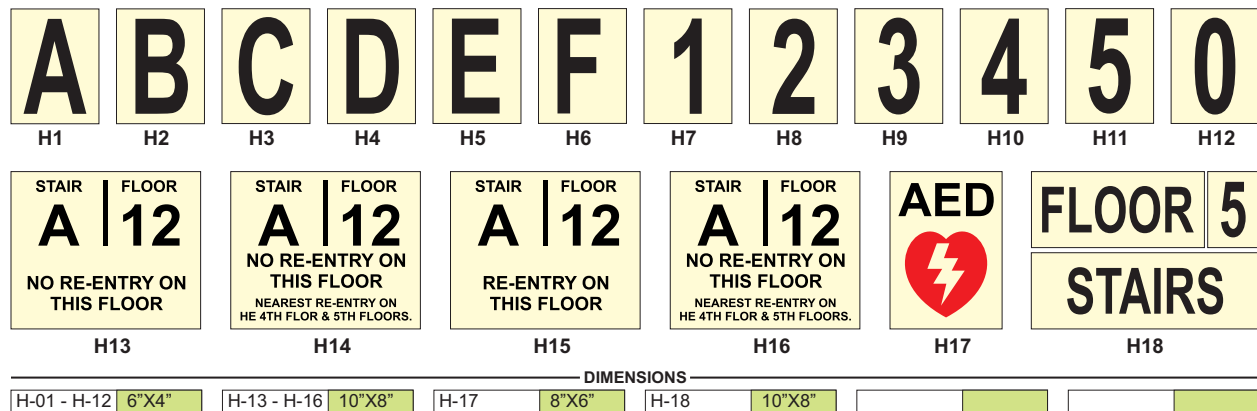 A B C D E F 1 2 3 4 5 0
H1 H2 H3 H4 H5 H6 H7 H8 H9 H10 H11 H12
STAIR FLOOR
A 12
NO RE-ENTRY ON
THIS FLOOR
H13
STAIR FLOOR
A 12
NO RE-ENTRY ON
THIS FLOOR
NEAREST RE-ENTRY ON
HE 4TH FLOR & 5TH FLOORS.
H14
STAIR FLOOR
A 12
RE-ENTRY ON
THIS FLOOR
H15
STAIR FLOOR
A 12
NO RE-ENTRY ON
THIS FLOOR
NEAREST RE-ENTRY ON
HE 4TH FLOR & 5TH FLOORS.
H16
AED
H17
FLOOR 5
STAIRS
H18
DIMENSIONS
H-01 - H-12 6”X4” H-13 - H-16 10”X8” H-17 8”X6” H-18 10”X8”